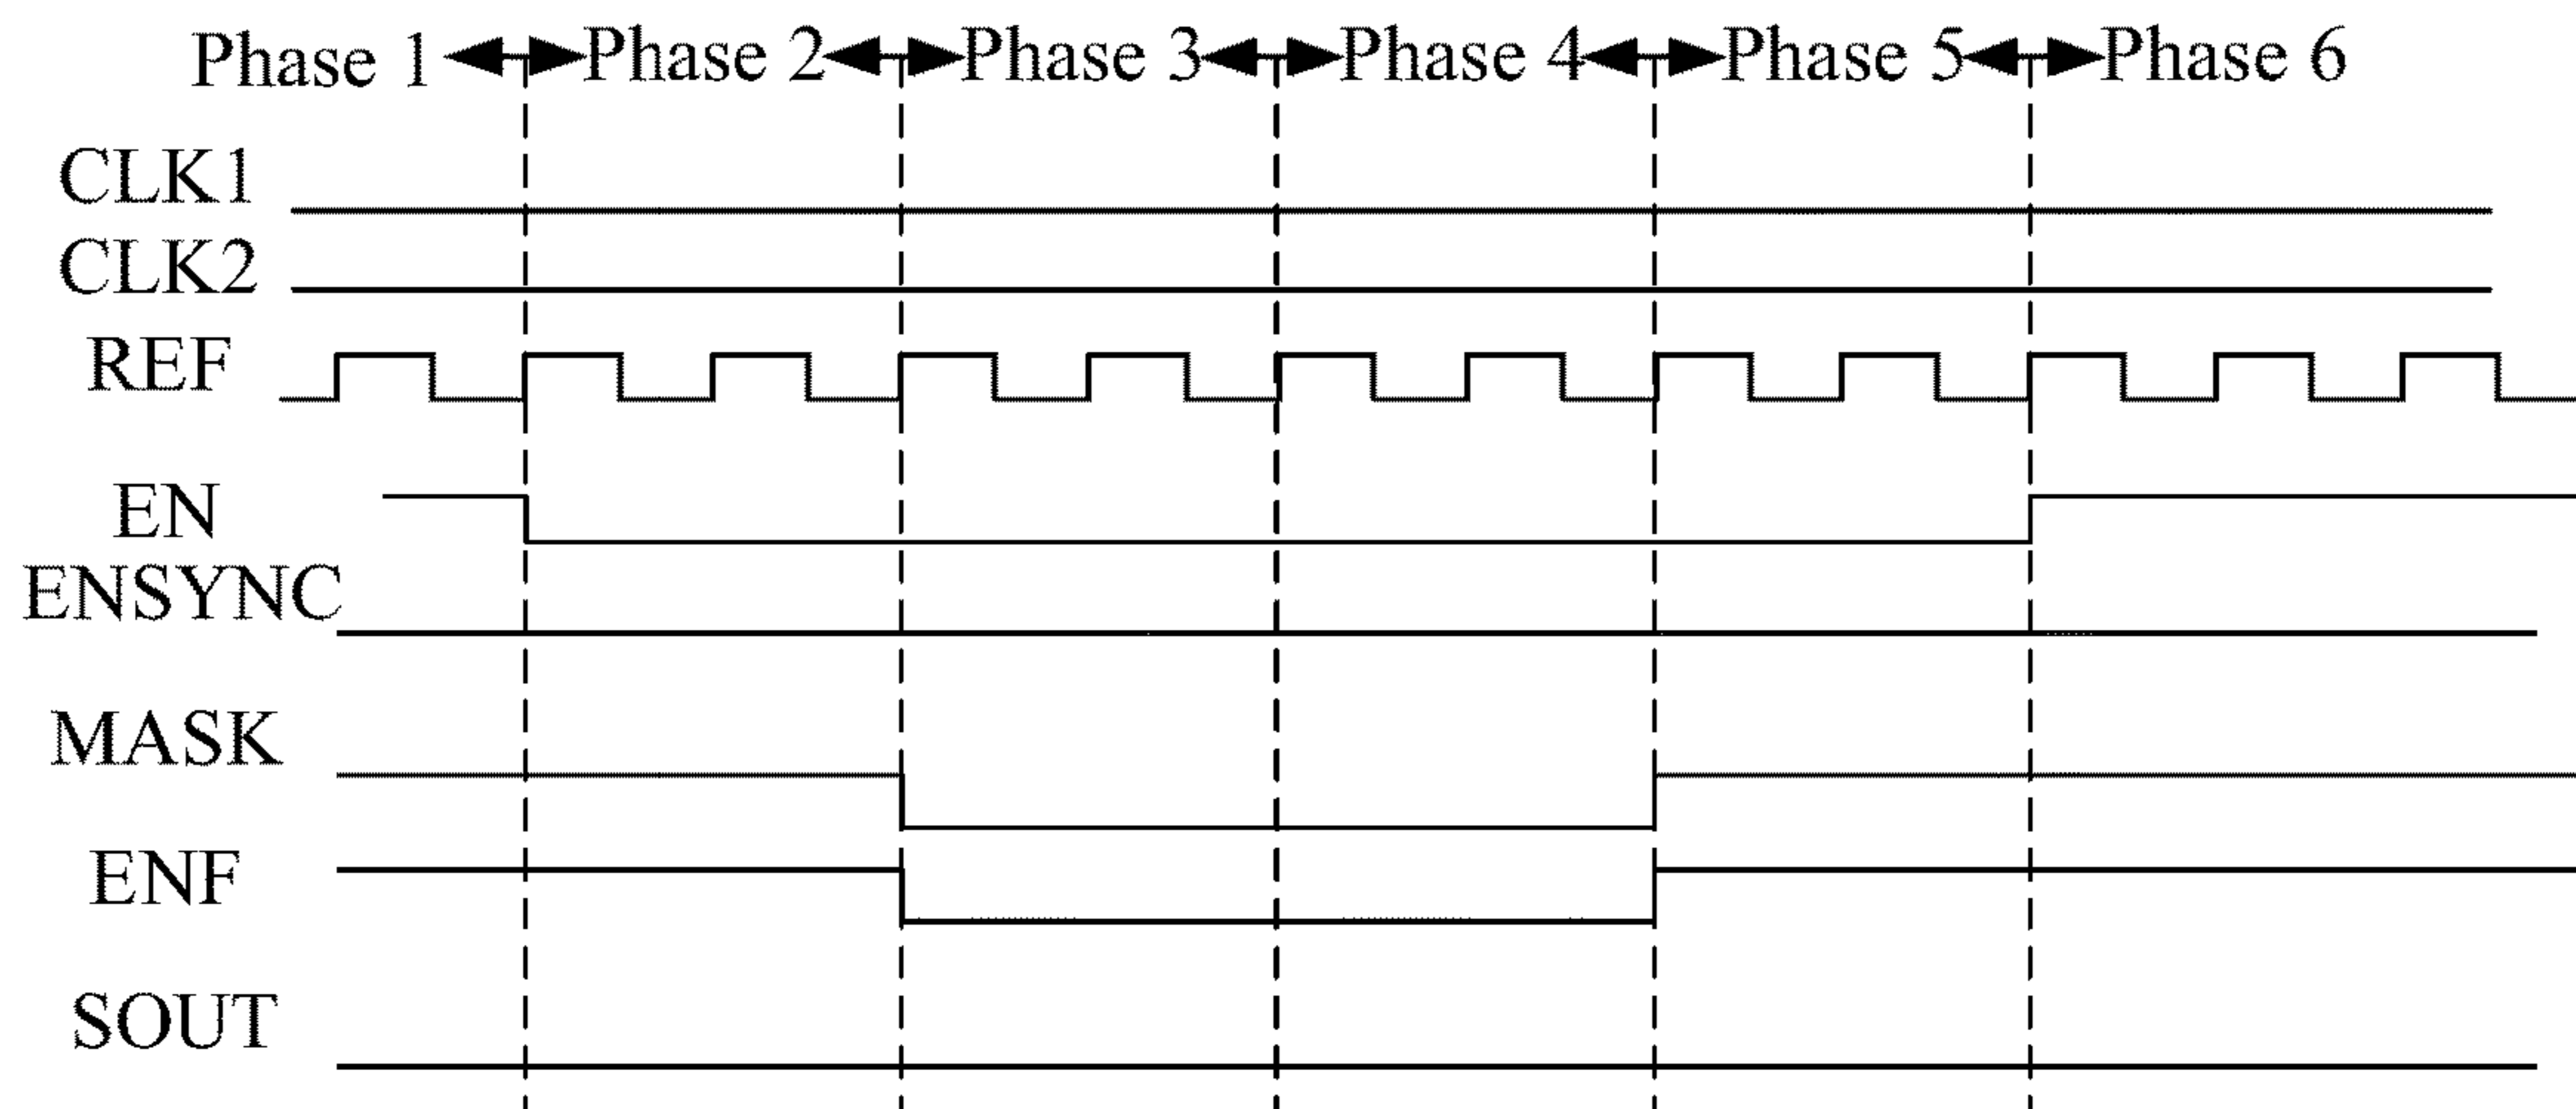 Phase 1 Phase 2 Phase 3 Phase 4 Phase 5 Phase 6
CLK1
CLK2
REF
EN
ENSYNC
MASK
ENF
SOUT